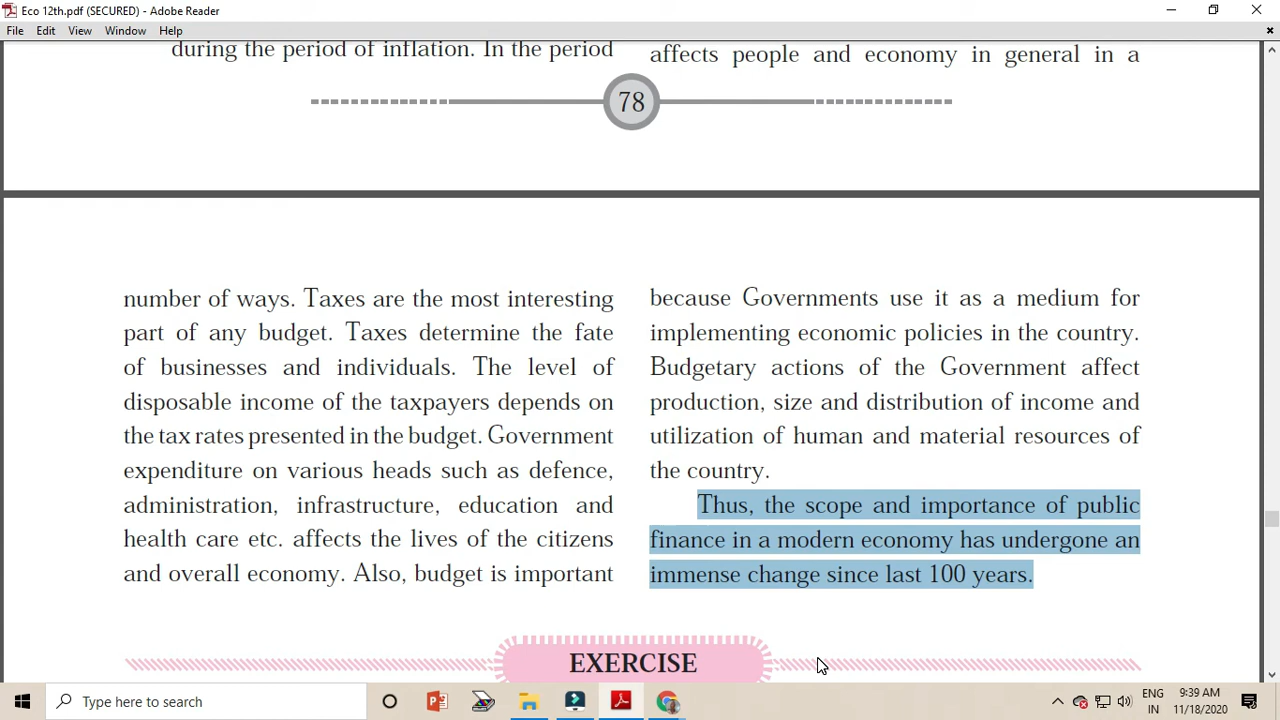 Eco 12th.pdf (SECURED) - Adobe Reader
File Edit View Window Help
during the period of inflation. In the period
affects people and economy in general in a
78
number of ways. Taxes are the most interesting
part of any budget. Taxes determine the fate
of businesses and individuals. The level of
disposable income of the taxpayers depends on
the tax rates presented in the budget. Government
expenditure on various heads such as defence,
administration, infrastructure, education and
health care etc. affects the lives of the citizens
and overall economy. Also, budget is important
because Governments use it as a medium for
implementing economic policies in the country.
Budgetary actions of the Government affect
production, size and distribution of income and
utilization of human and material resources of
the country.
Thus, the scope and importance of public
finance in a modern economy has undergone an
immense change since last 100 years.
EXERCISE
Type here to search
ENG
IN
9:39 AM
11/18/2020